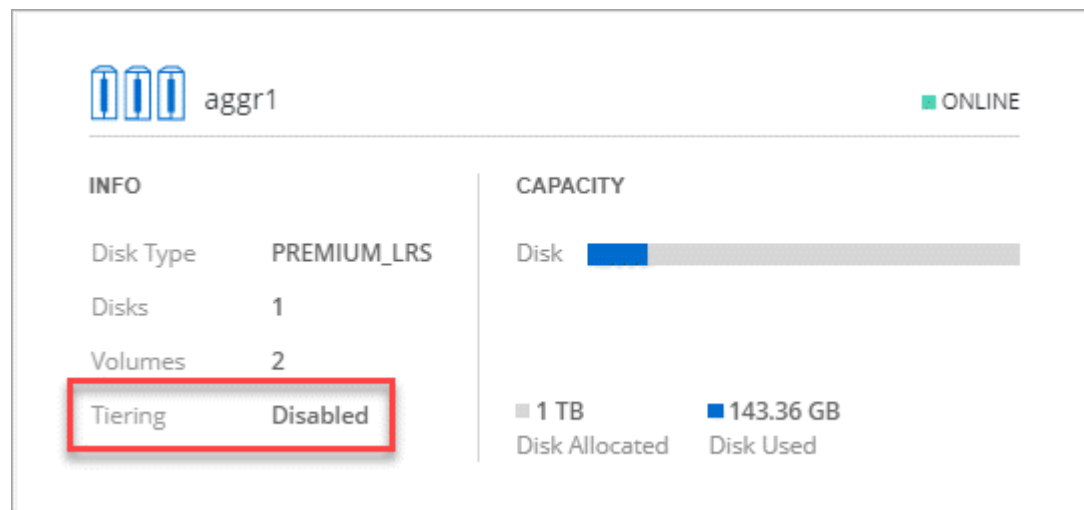 aggr1
ONLINE
INFO
Disk Type PREMIUM_LRS
Disks 1
Volumes 2
Tiering Disabled
CAPACITY
Disk
1 TB
Disk Allocated
143.36 GB
Disk Used